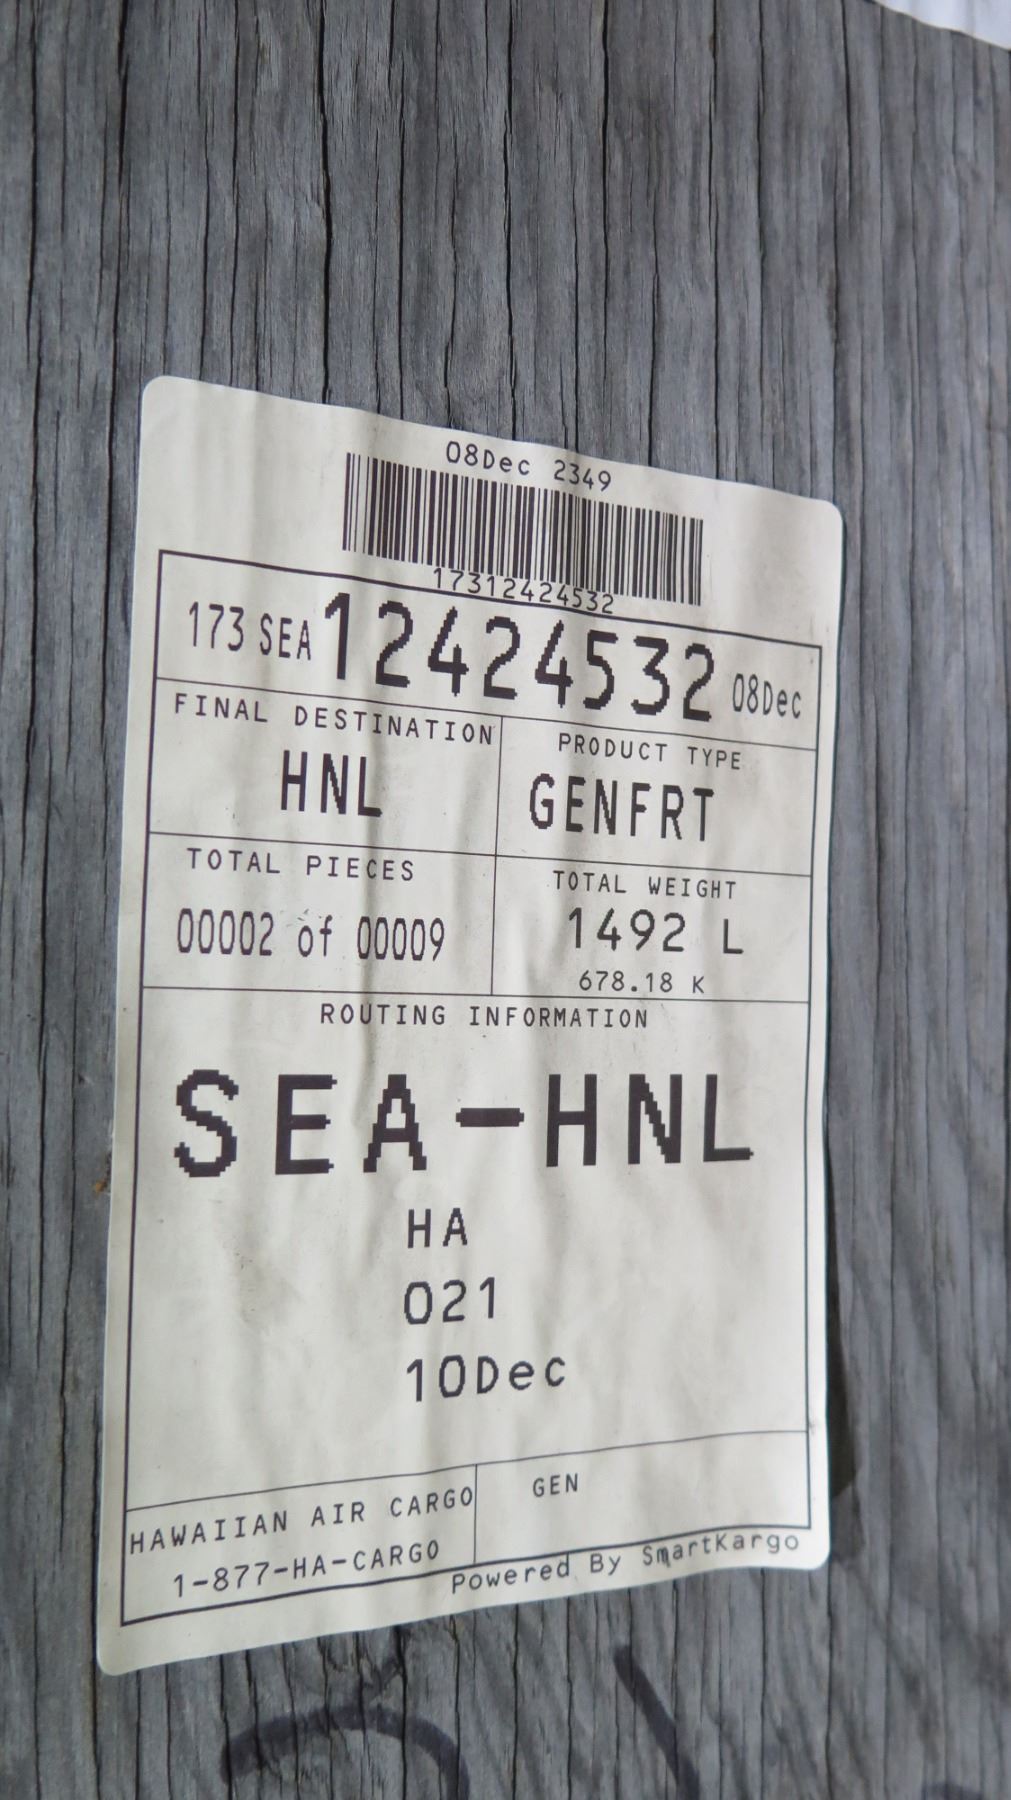 08Dec 2349
17312424532
173 SEA 12424532 08Dec
FINAL DESTINATION
HNL
PRODUCT TYPE
GENFRT
TOTAL PIECES
00002 of 00009
TOTAL WEIGHT
1492 L
678.18 K
ROUTING INFORMATION
SEA-HNL
HA
021
10Dec
HAWAIIAN AIR CARGO
1-877-HA-CARGO
GEN
Powered By SmartKargo